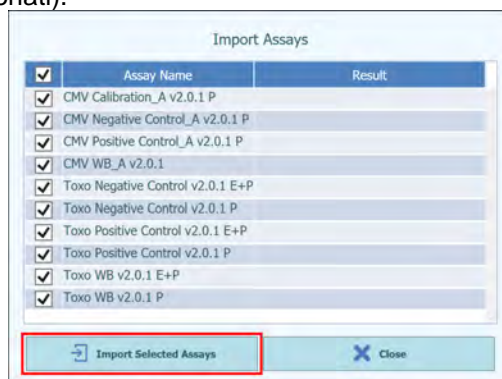 onati).
Import Assays
Assay Name Result
CMV Calibration_A v2.0.1 P
CMV Negative Control_A v2.0.1 P
CMV Positive Control_A v2.0.1 P
CMV WB_A v2.0.1
Toxo Negative Control v2.0.1 E+P
Toxo Negative Control v2.0.1 P
Toxo Positive Control v2.0.1 E+P
Toxo Positive Control v2.0.1 P
Toxo WB v2.0.1 E+P
Toxo WB v2.0.1 P
Import Selected Assays Close